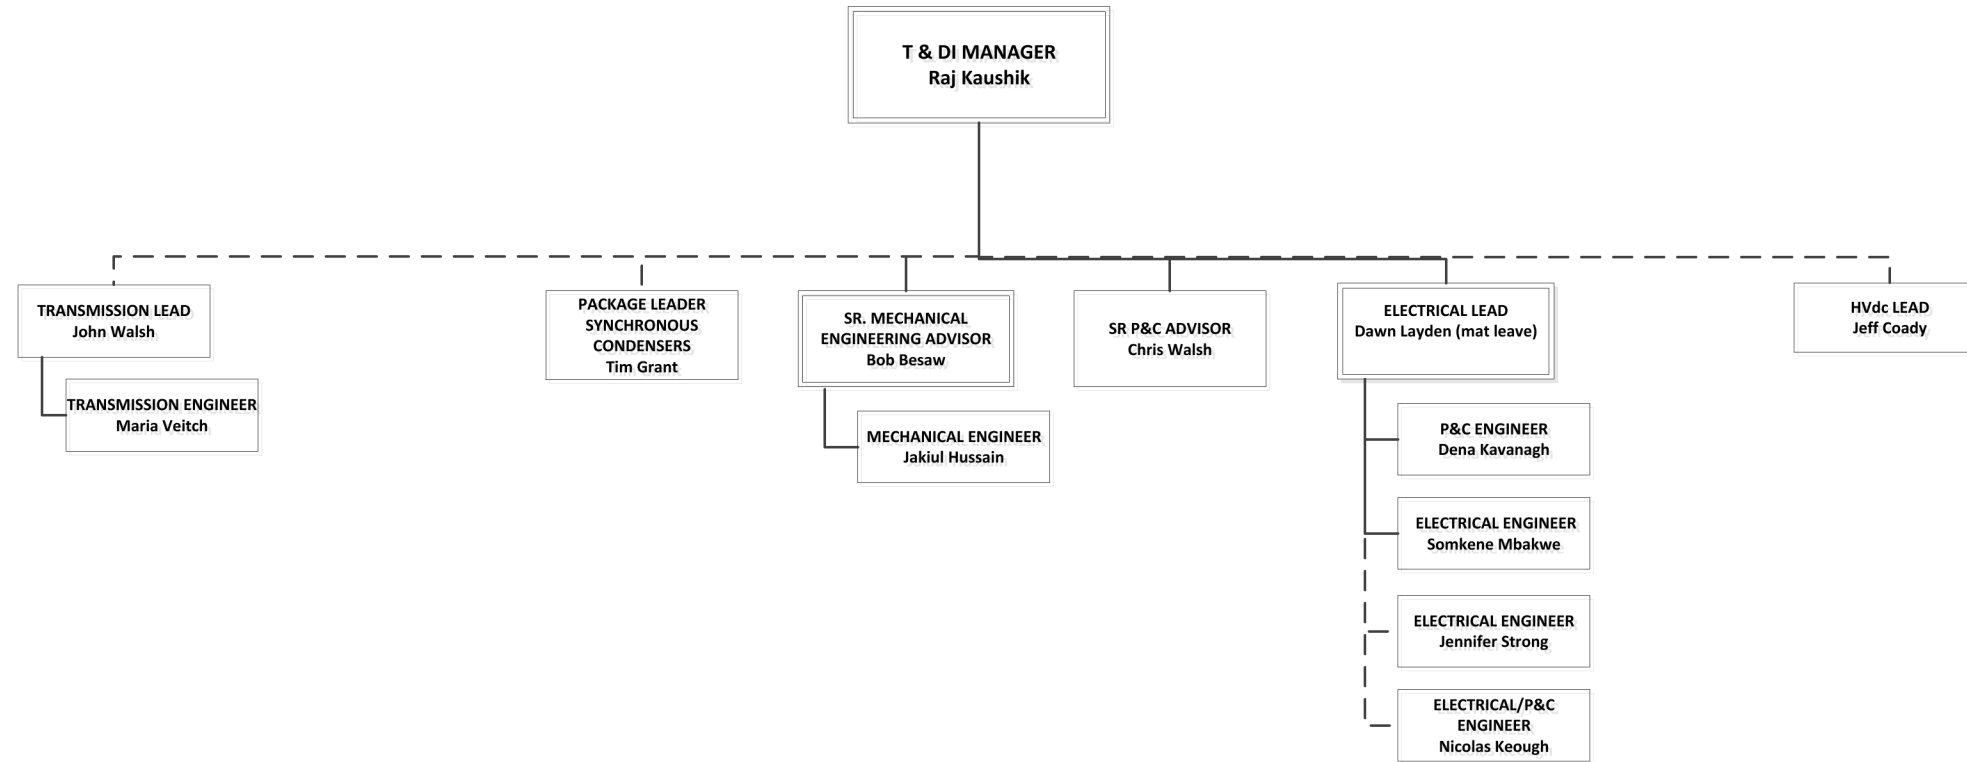 T & DI MANAGER
Raj Kaushik
TRANSMISSION LEAD
John Walsh
TRANSMISSION ENGINEER
Maria Veitch
PACKAGE LEADER
SYNCHRONOUS
CONDENSERS
Tim Grant
SR. MECHANICAL
ENGINEERING ADVISOR
Bob Besaw
MECHANICAL ENGINEER
Jakiul Hussain
SR P&C ADVISOR
Chris Walsh
ELECTRICAL LEAD
Dawn Layden (mat leave)
P&C ENGINEER
Dena Kavanagh
ELECTRICAL ENGINEER
Somkene Mbakwe
ELECTRICAL ENGINEER
Jennifer Strong
ELECTRICAL/P&C
ENGINEER
Nicolas Keough
HVdc LEAD
Jeff Coady